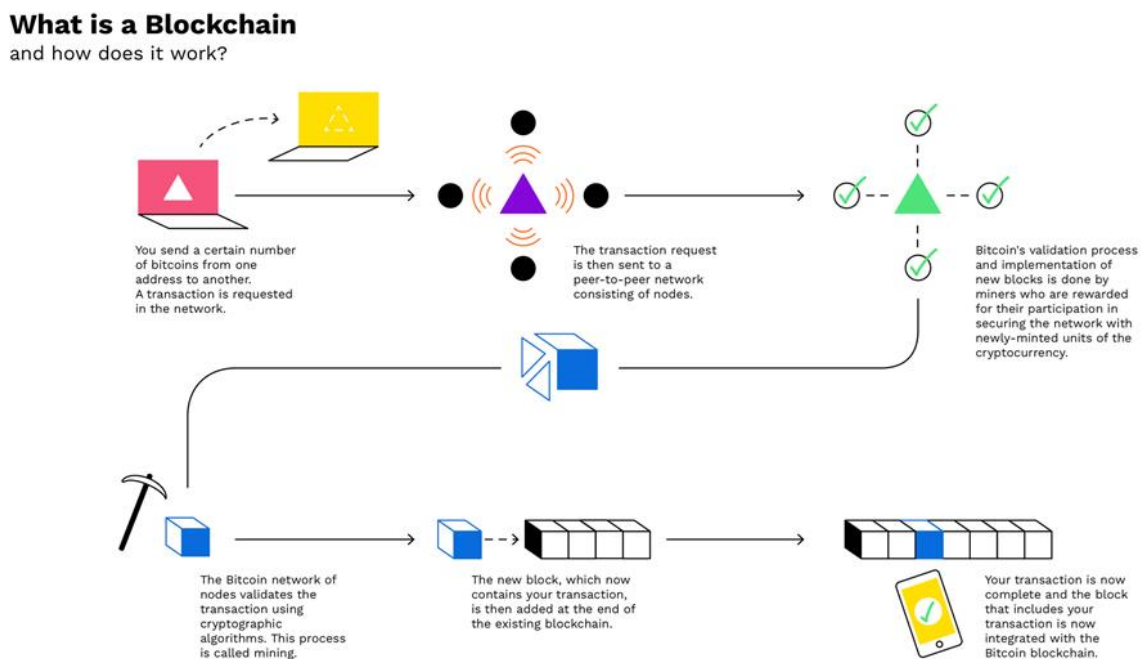 What is a Blockchain
and how does it work?
You send a certain number
of bitcoins from one
address to another.
A transaction is requested
in the network.
The transaction request
is then sent to a
peer-to-peer network
consisting of nodes.
Bitcoin's validation process
and implementation of
new blocks is done by
miners who are rewarded
for their participation in
securing the network with
newly-minted units of the
cryptocurrency.
The Bitcoin network of
nodes validates the
transaction using
cryptographic
algorithms. This process
is called mining.
The new block, which now
contains your transaction,
is then added at the end of
the existing blockchain.
Your transaction is now
complete and the block
that includes your
transaction is now
integrated with the
Bitcoin blockchain.